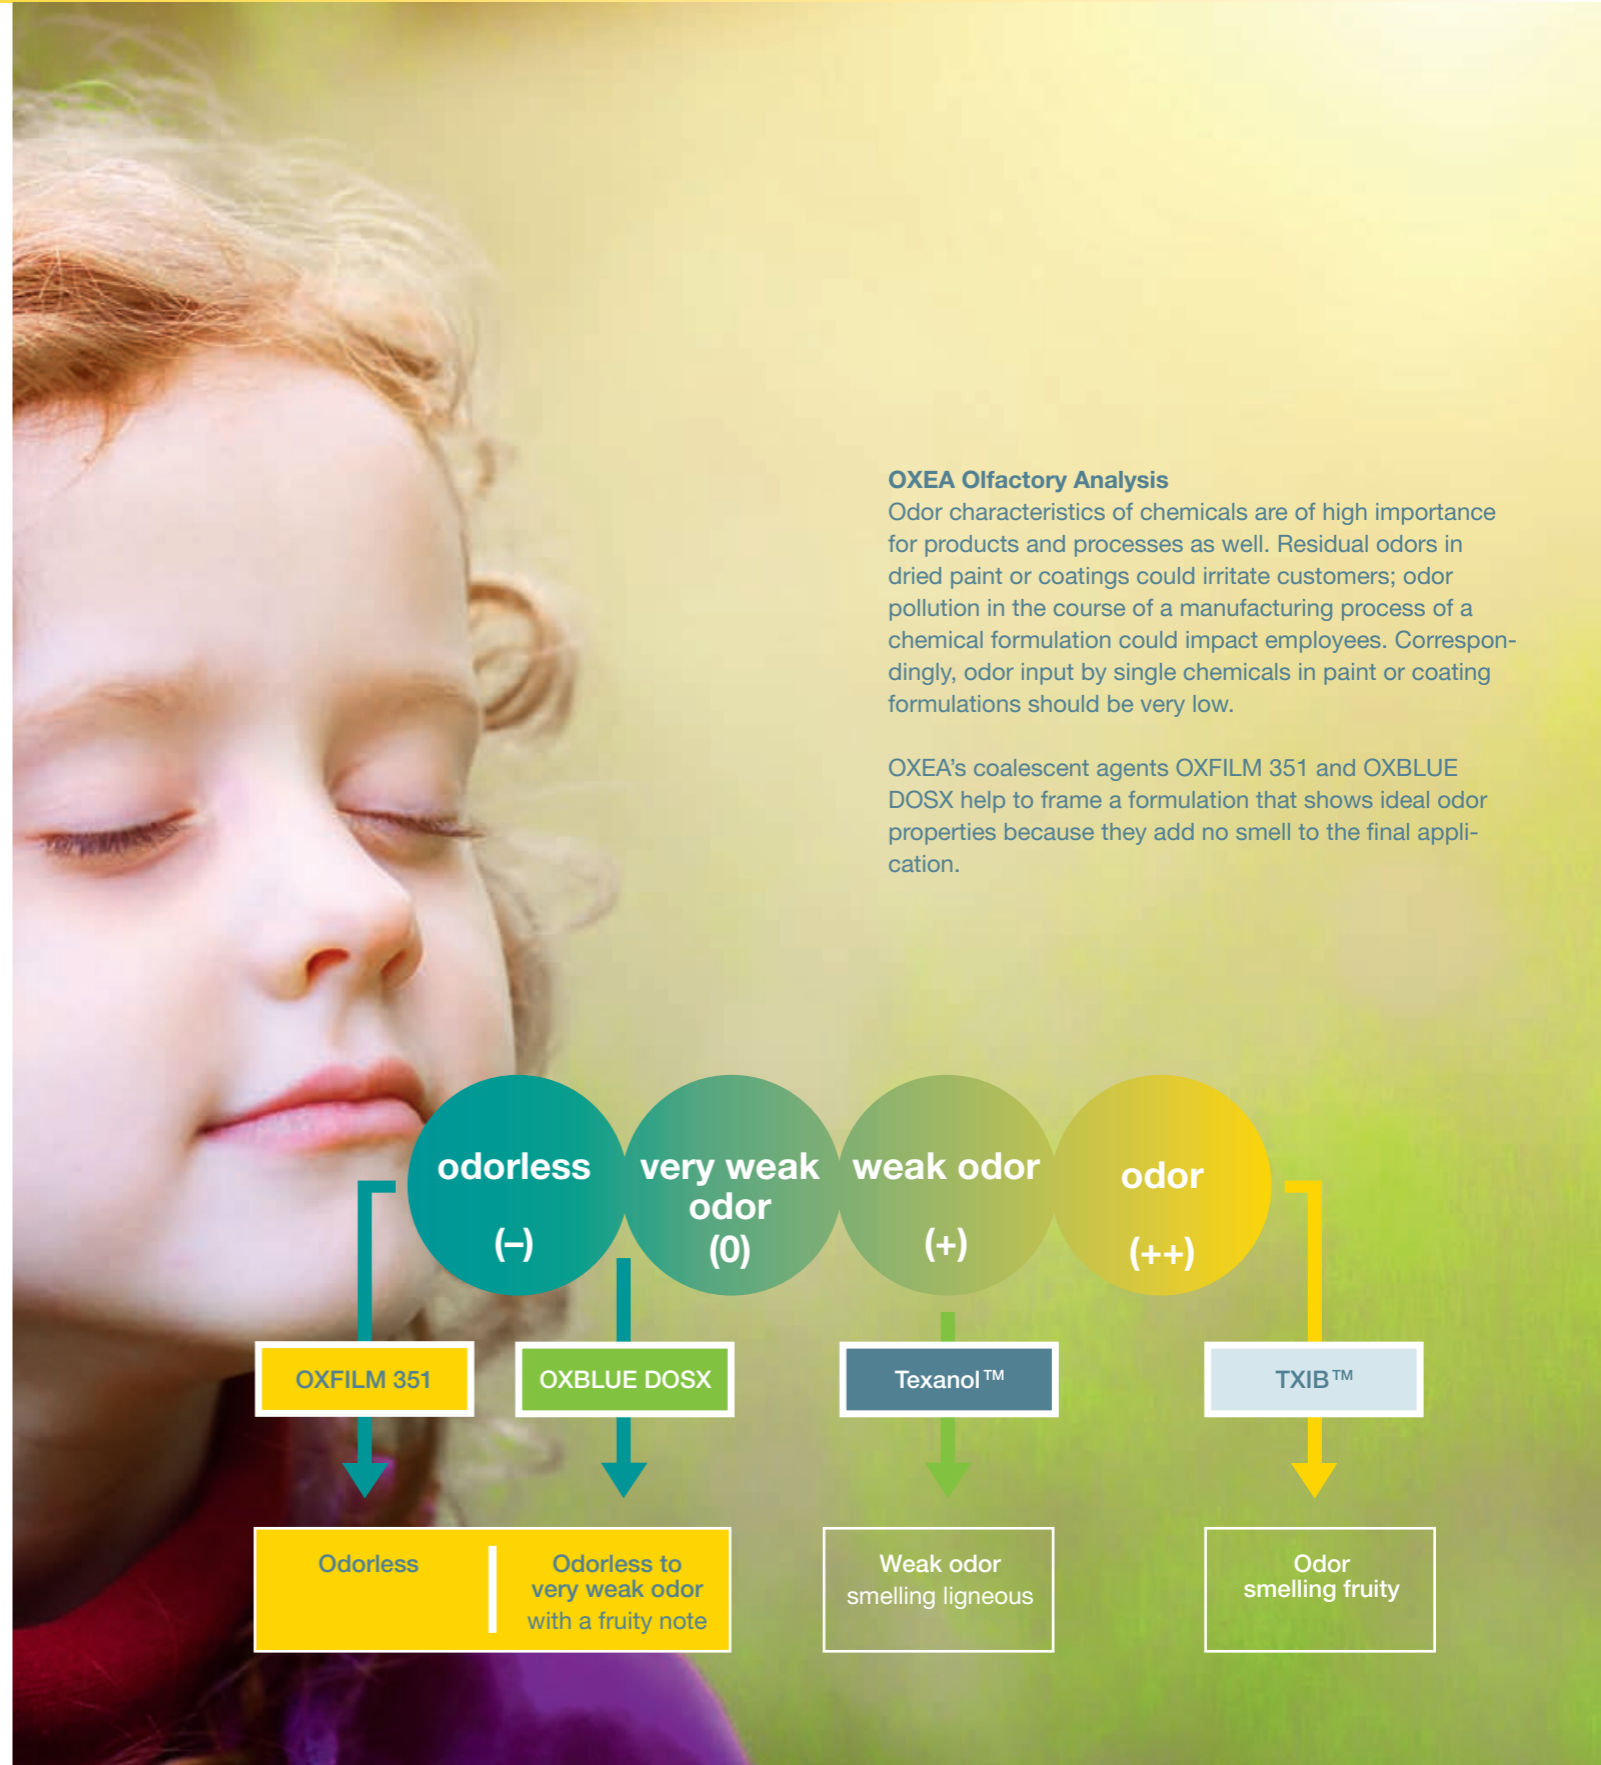 OXEA Olfactory Analysis
Odor characteristics of chemicals are of high importance
for products and processes as well. Residual odors in
dried paint or coatings could irritate customers; odor
pollution in the course of a manufacturing process of a
chemical formulation could impact employees. Correspon-
dingly, odor input by single chemicals in paint or coating
formulations should be very low.
OXEA’s coalescent agents OXFILM 351 and OXBLUE
DOSX help to frame a formulation that shows ideal odor
properties because they add no smell to the final appli-
cation.
odorless
(–)
very weak
odor
(0)
weak odor
(+)
odor
(++)
OXFILM 351
OXBLUE DOSX
Texanol™
TXIB™
Odorless
Odorless to
very weak odor
with a fruity note
Weak odor
smelling ligneous
Odor
smelling fruity